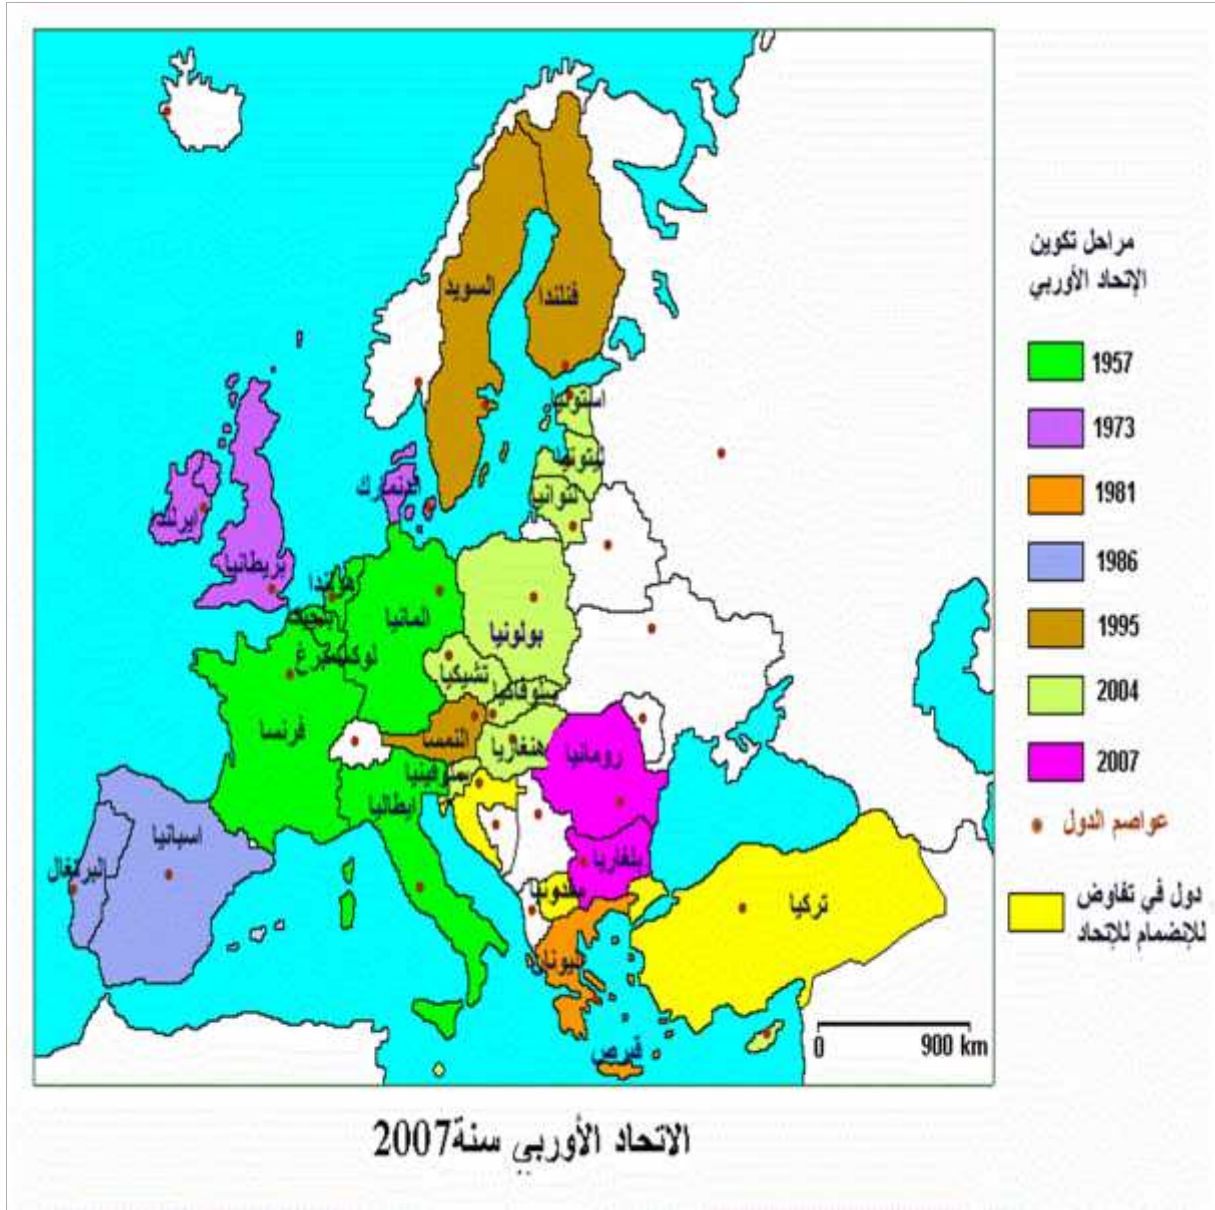 مراحل تكوين
الإتحاد الأوربي
1957
1973
1981
1986
1995
2004
2007
عواصم الدول
دول في تفاوض
للإنضمام للإتحاد
السويد
فنلندا
استونيا
ليتونيا
لتوانيا
الدنمارك
ايرلندا
بريطانيا
هولندا
بلجيكا
المانيا
بولونيا
لوكسمبرغ
تشيكيا
سلوفاكيا
فرنسا
النمسا
هنغاريا
رومانيا
سلوفينيا
ايطاليا
اسبانيا
البرتغال
بلغاريا
مقدونيا
تركيا
اليونان
قبرص
0
900 km
الاتحاد الأوربي سنة2007